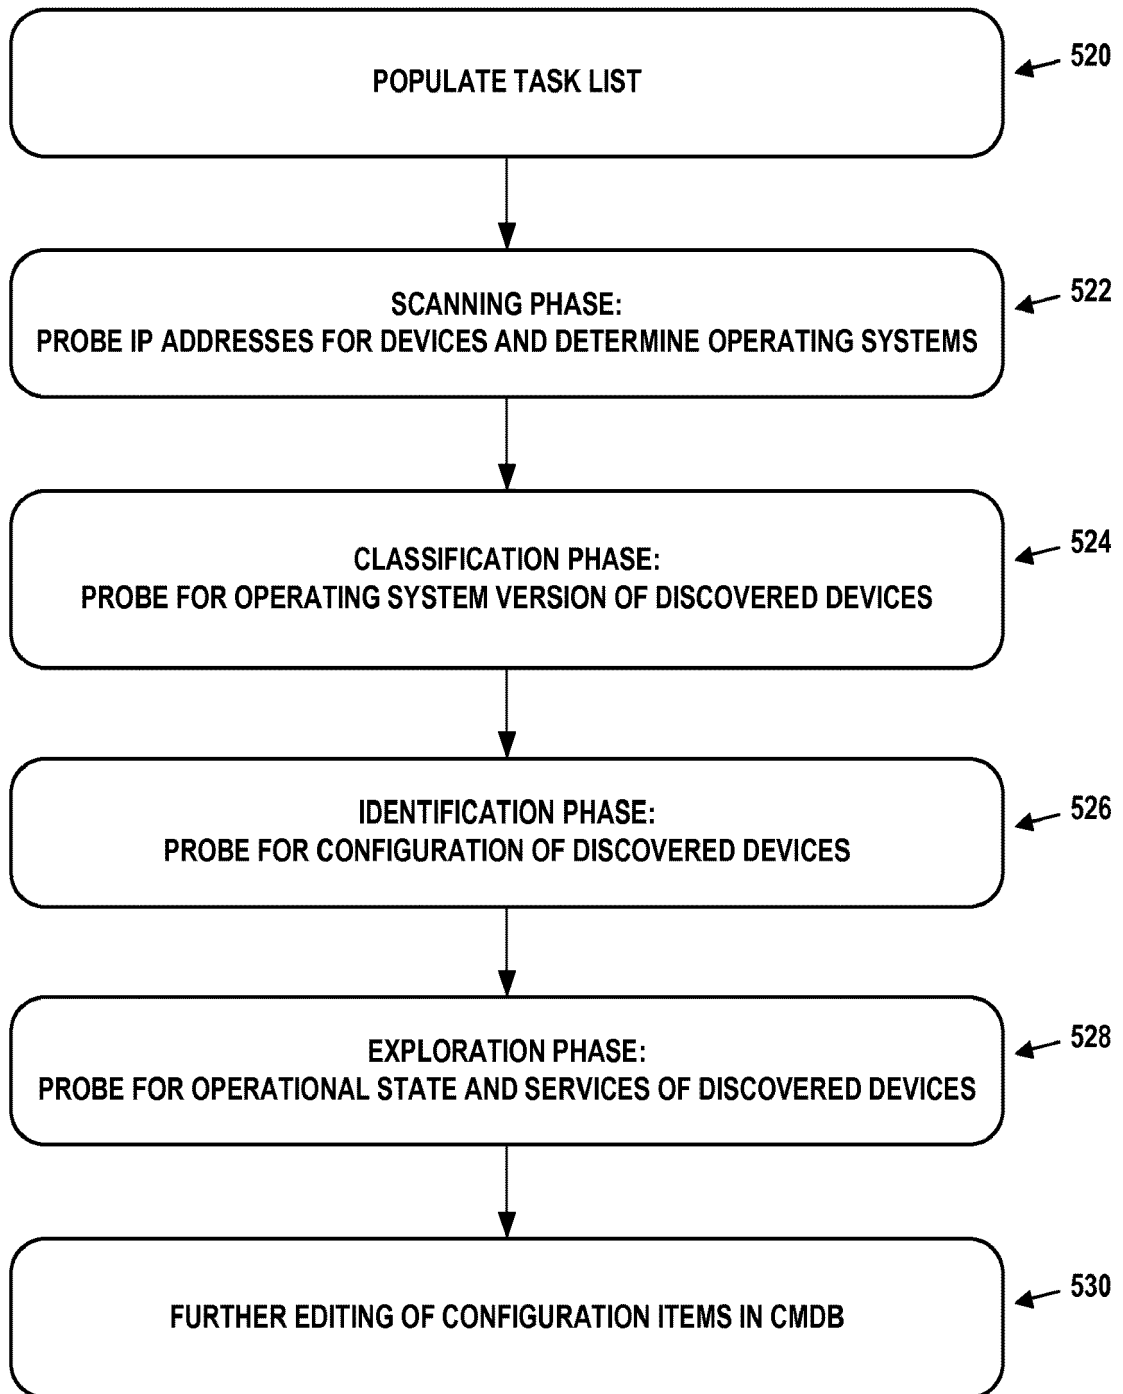 POPULATE TASK LIST
520
SCANNING PHASE:
PROBE IP ADDRESSES FOR DEVICES AND DETERMINE OPERATING SYSTEMS
522
CLASSIFICATION PHASE:
PROBE FOR OPERATING SYSTEM VERSION OF DISCOVERED DEVICES
524
IDENTIFICATION PHASE:
PROBE FOR CONFIGURATION OF DISCOVERED DEVICES
526
EXPLORATION PHASE:
PROBE FOR OPERATIONAL STATE AND SERVICES OF DISCOVERED DEVICES
528
FURTHER EDITING OF CONFIGURATION ITEMS IN CMDB
530